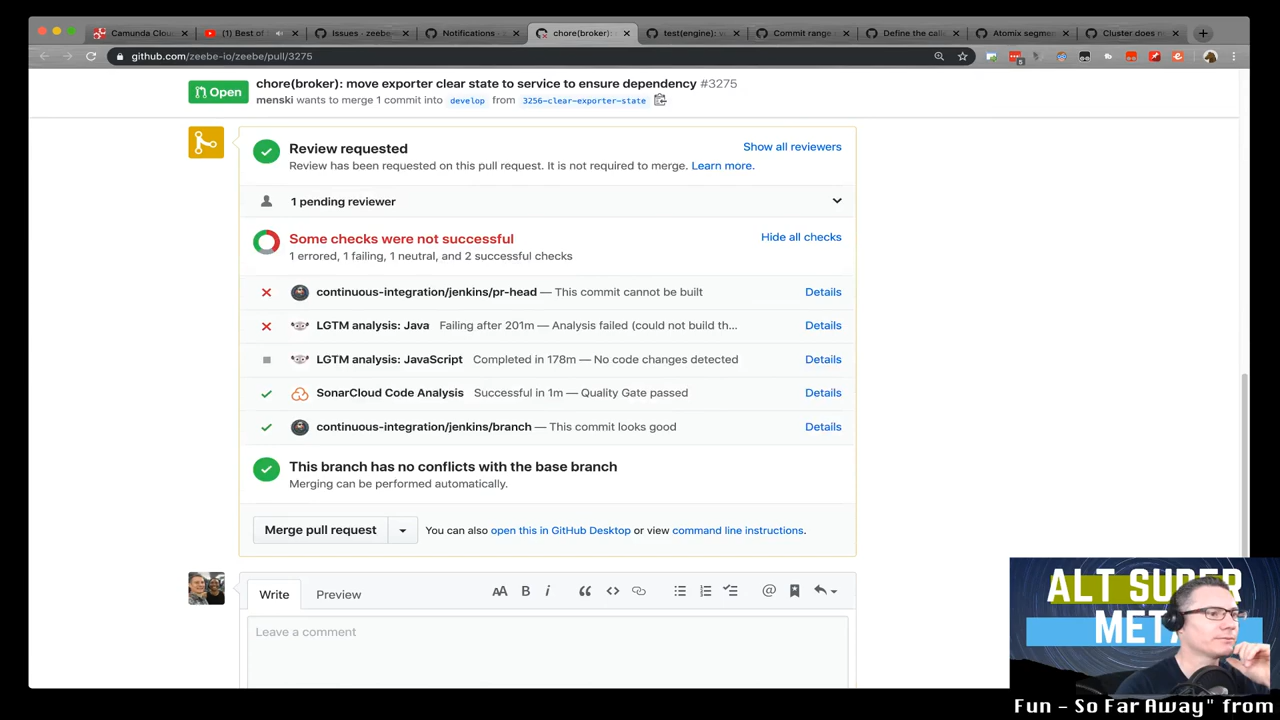 Camunda Clou
(1) Best of
Issues · zeebe-io
Notifications
chore(broker):
test(engine): v
Commit range
Define the calle
Atomix segme
Cluster does n
github.com/zeebe-io/zeebe/pull/3275
Open
chore(broker): move exporter clear state to service to ensure dependency #3275
menski wants to merge 1 commit into develop from 3256-clear-exporter-state
Review requested
Show all reviewers
Review has been requested on this pull request. It is not required to merge. Learn more.
1 pending reviewer
Some checks were not successful
Hide all checks
1 errored, 1 failing, 1 neutral, and 2 successful checks
continuous-integration/jenkins/pr-head — This commit cannot be built Details
LGTM analysis: Java Failing after 201m — Analysis failed (could not build th... Details
LGTM analysis: JavaScript Completed in 178m — No code changes detected Details
SonarCloud Code Analysis Successful in 1m — Quality Gate passed Details
continuous-integration/jenkins/branch — This commit looks good Details
This branch has no conflicts with the base branch
Merging can be performed automatically.
Merge pull request
You can also open this in GitHub Desktop or view command line instructions.
Write
Preview
Leave a comment
ALT SUPER
META
Fun - So Far Away" from